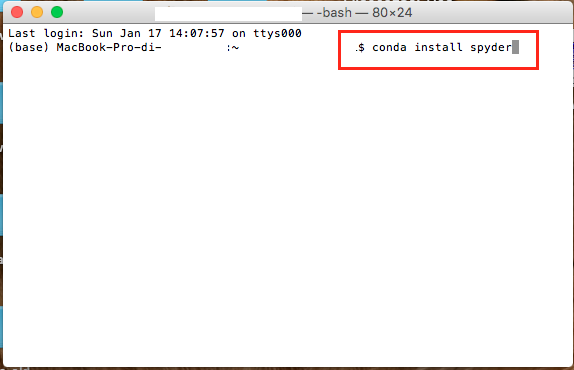 — -bash — 80×24
Last login: Sun Jan 17 14:07:57 on ttys000
(base) MacBook-Pro-di- :~ $ conda install spyder